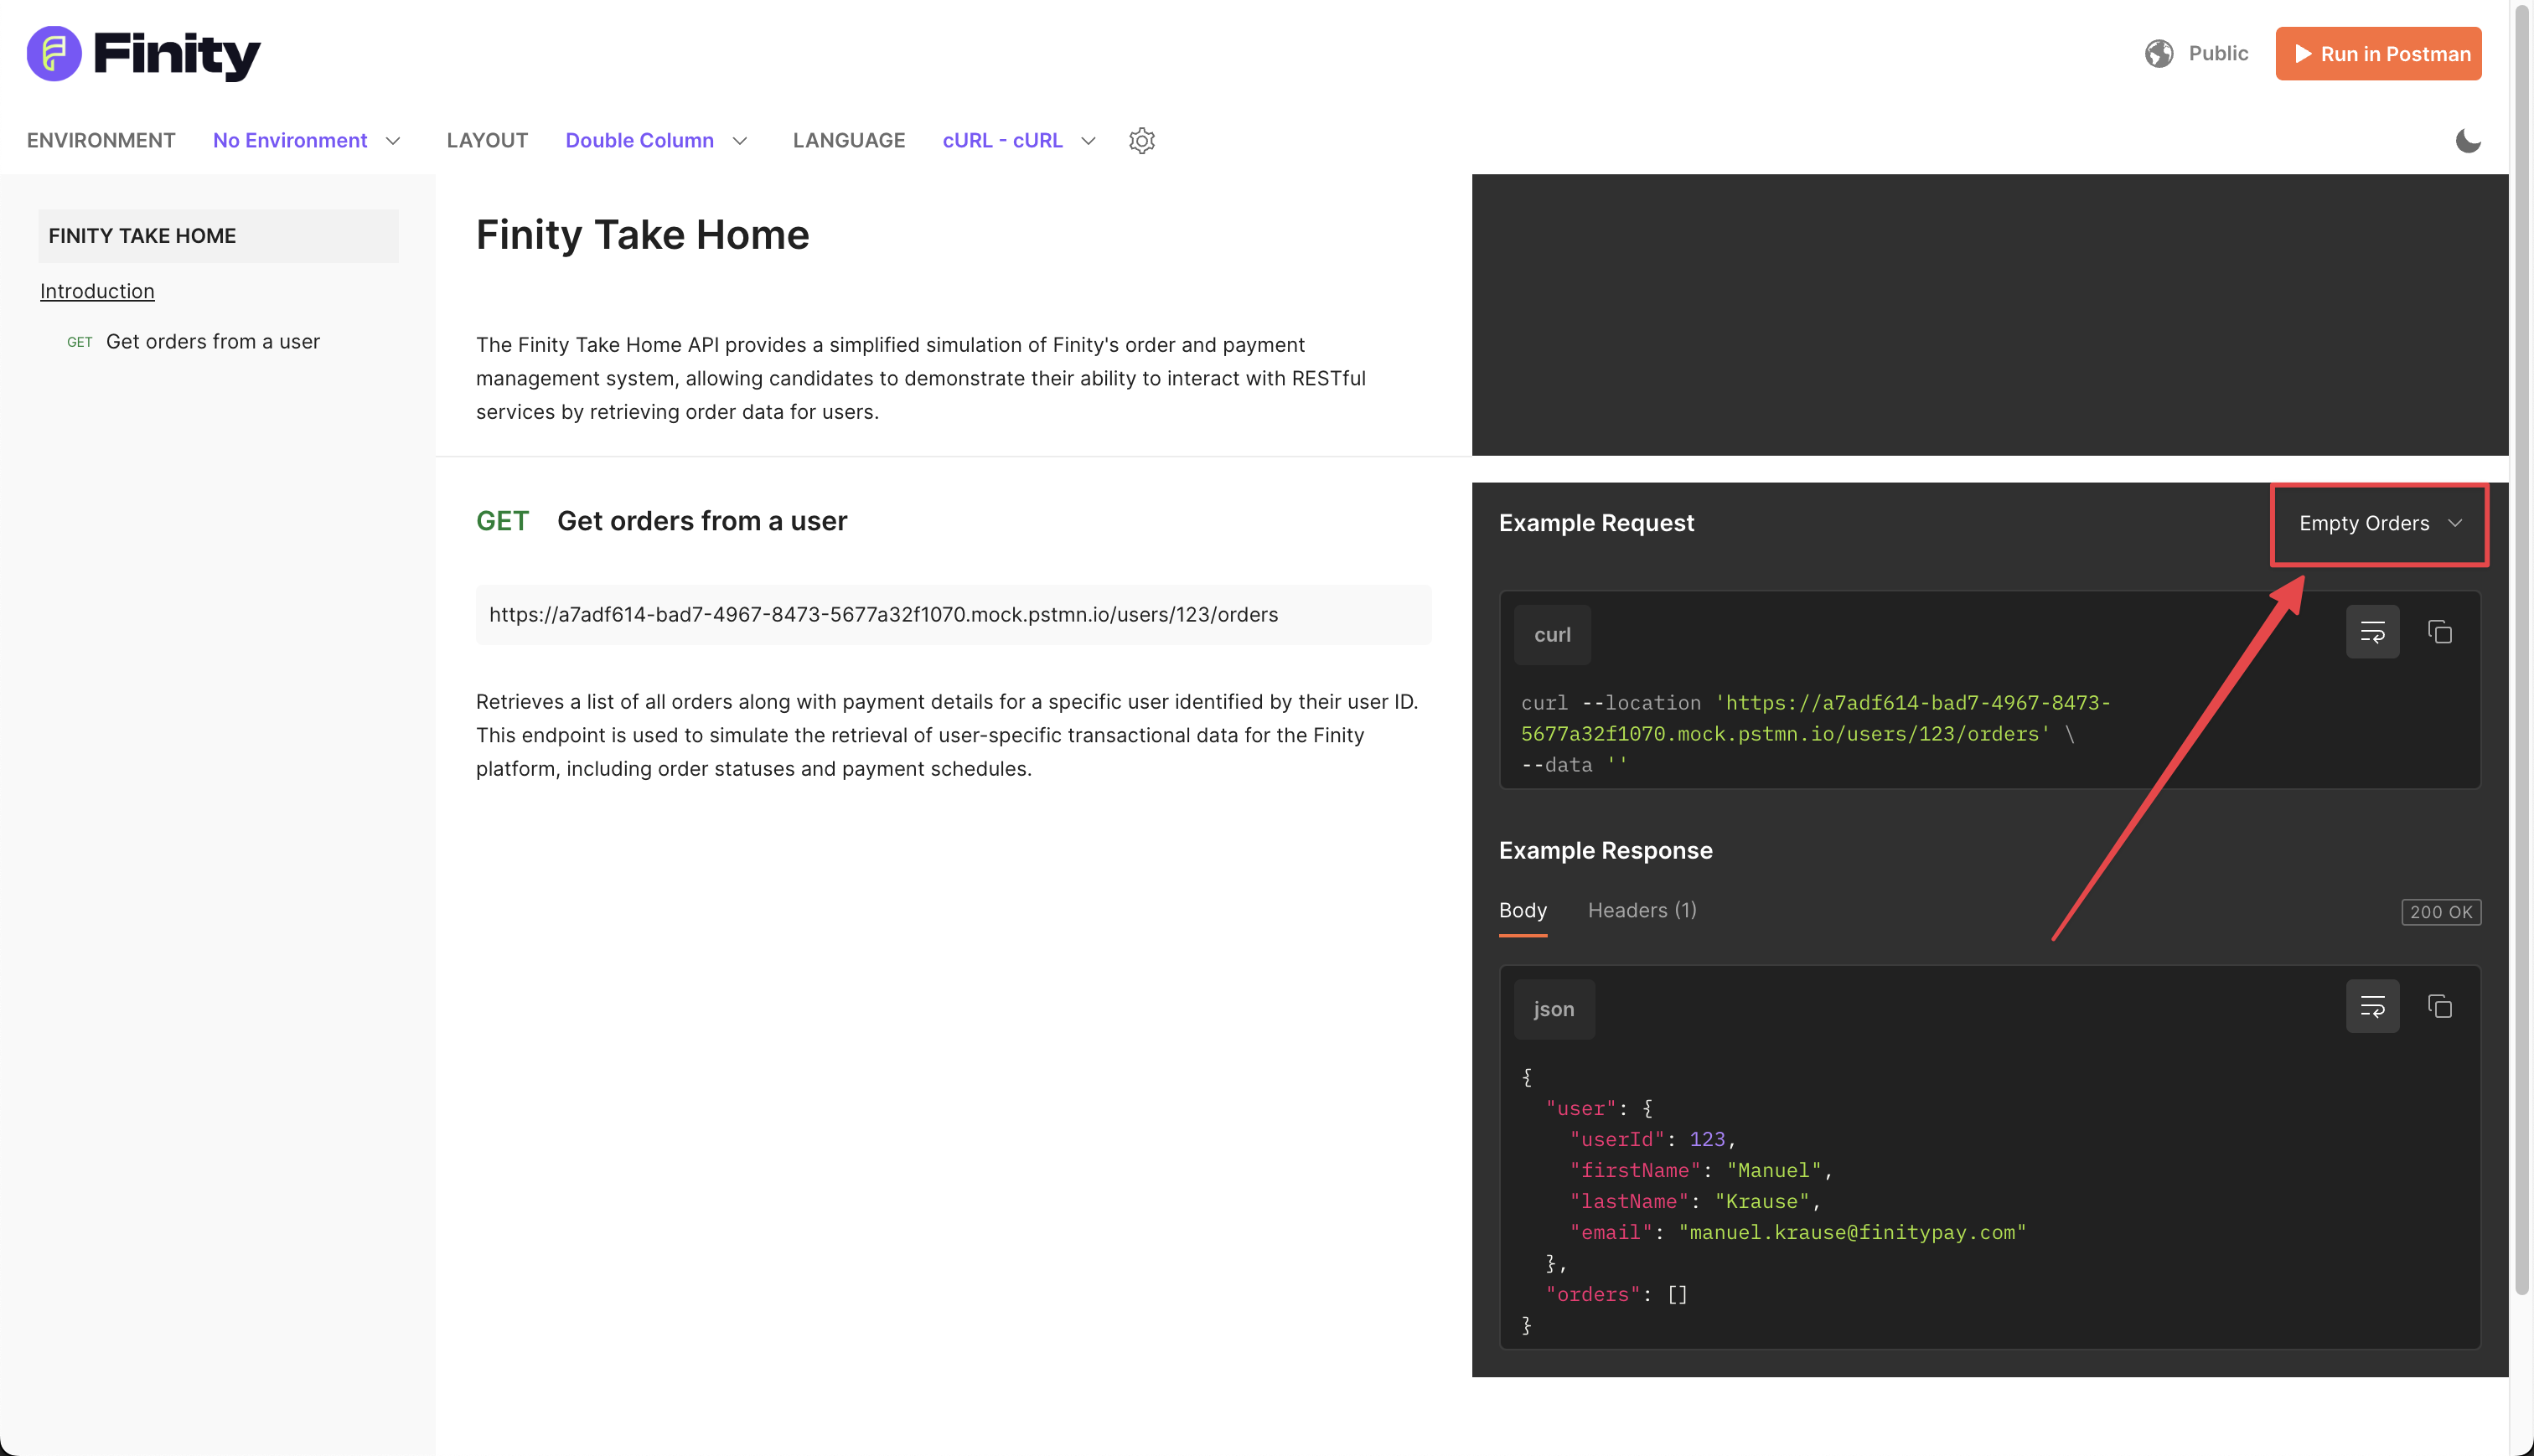 Finity
Public
Run in Postman
ENVIRONMENT No Environment LAYOUT Double Column LANGUAGE cURL - cURL
FINITY TAKE HOME
Introduction
GET Get orders from a user
Finity Take Home
The Finity Take Home API provides a simplified simulation of Finity's order and payment
management system, allowing candidates to demonstrate their ability to interact with RESTful
services by retrieving order data for users.
GET Get orders from a user
https://a7adf614-bad7-4967-8473-5677a32f1070.mock.pstmn.io/users/123/orders
Retrieves a list of all orders along with payment details for a specific user identified by their user ID.
This endpoint is used to simulate the retrieval of user-specific transactional data for the Finity
platform, including order statuses and payment schedules.
Example Request
Empty Orders
curl
curl --location 'https://a7adf614-bad7-4967-8473-
5677a32f1070.mock.pstmn.io/users/123/orders' \
--data ''
Example Response
Body Headers (1)
200 OK
json
{
  "user": {
    "userId": 123,
    "firstName": "Manuel",
    "lastName": "Krause",
    "email": "manuel.krause@finitypay.com"
  },
  "orders": []
}